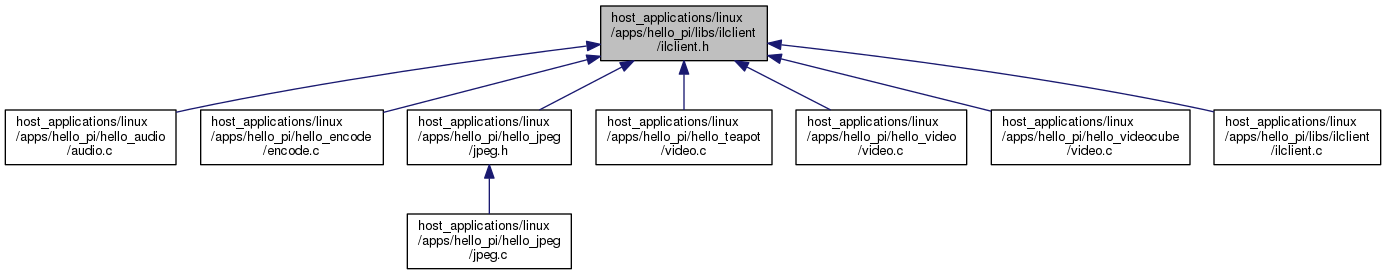 host_applications/linux
/apps/hello_pi/libs/ilclient
/ilclient.h
host_applications/linux
/apps/hello_pi/hello_audio
/audio.c
host_applications/linux
/apps/hello_pi/hello_encode
/encode.c
host_applications/linux
/apps/hello_pi/hello_jpeg
/jpeg.h
host_applications/linux
/apps/hello_pi/hello_teapot
/video.c
host_applications/linux
/apps/hello_pi/hello_video
/video.c
host_applications/linux
/apps/hello_pi/hello_videocube
/video.c
host_applications/linux
/apps/hello_pi/libs/ilclient
/ilclient.c
host_applications/linux
/apps/hello_pi/hello_jpeg
/jpeg.c